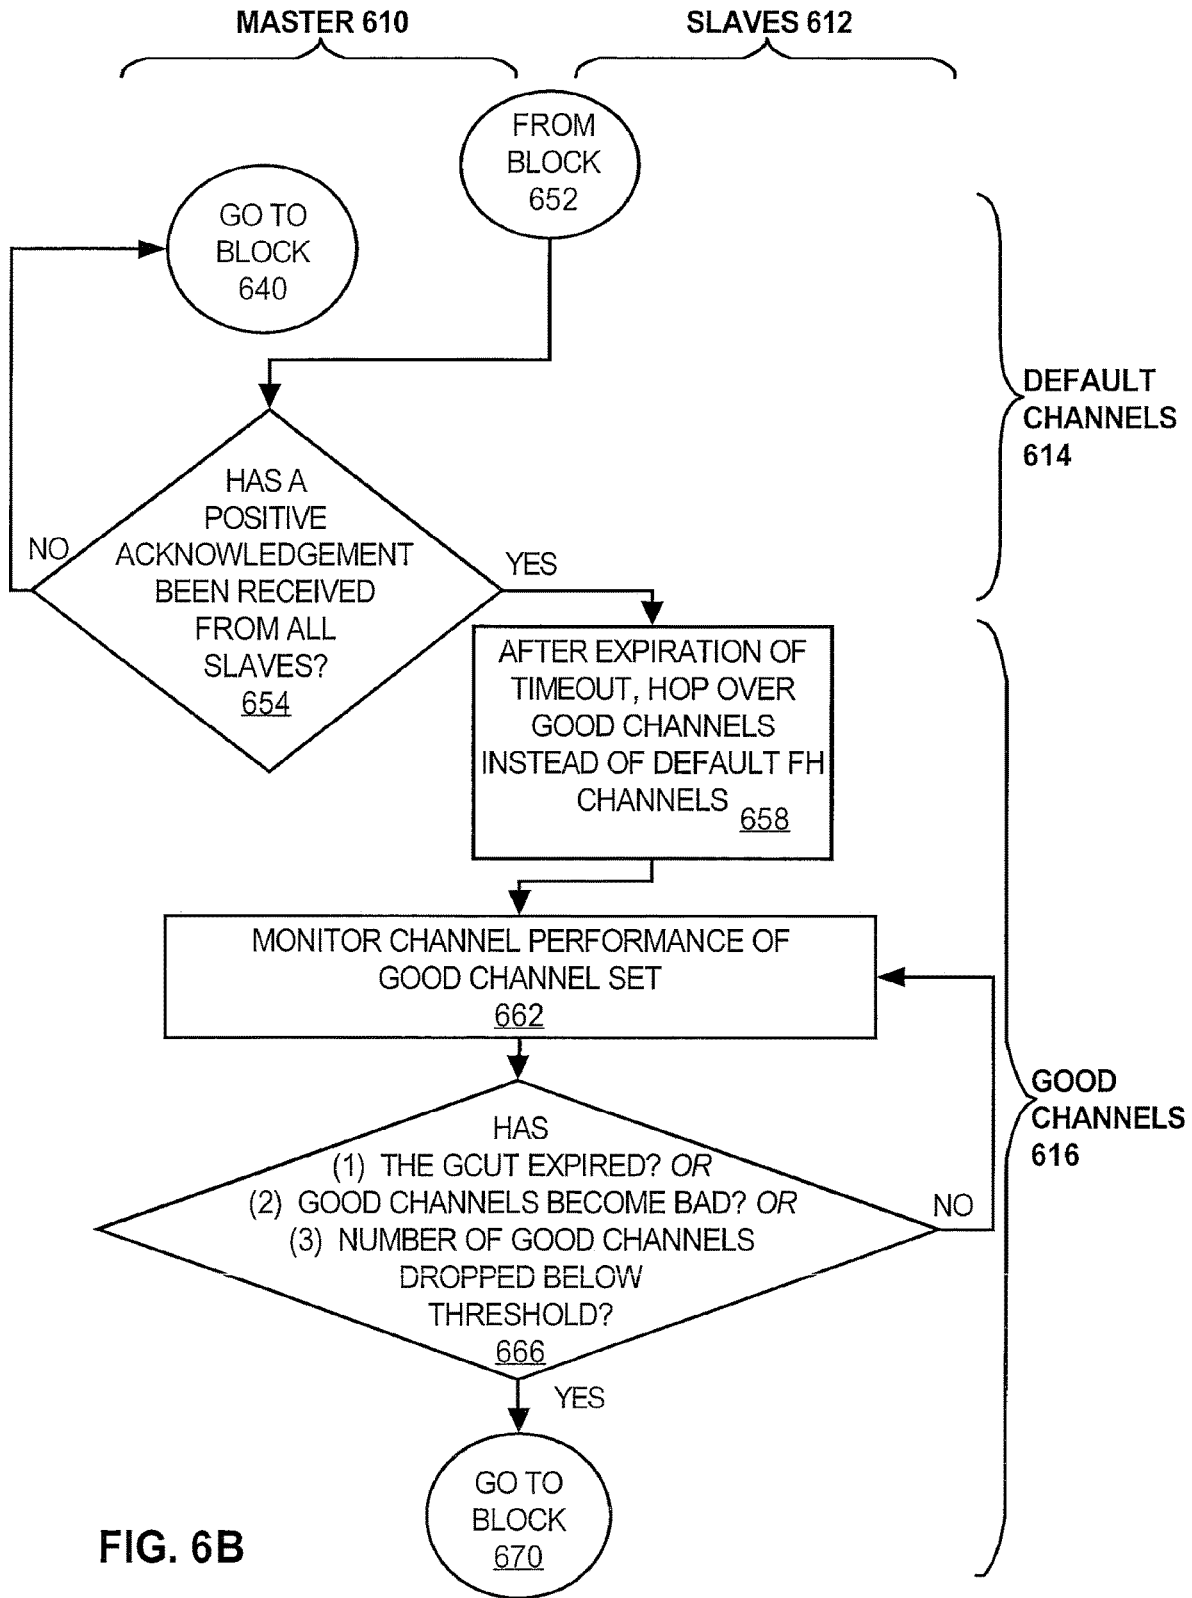 MASTER 610
SLAVES 612
FROM
BLOCK
652
GO TO
BLOCK
640
DEFAULT
CHANNELS
614
HAS A
POSITIVE
ACKNOWLEDGEMENT
BEEN RECEIVED
FROM ALL
SLAVES?
654
NO
YES
AFTER EXPIRATION OF
TIMEOUT, HOP OVER
GOOD CHANNELS
INSTEAD OF DEFAULT FH
CHANNELS
658
MONITOR CHANNEL PERFORMANCE OF
GOOD CHANNEL SET
662
GOOD
CHANNELS
616
HAS
(1) THE GCUT EXPIRED? OR
(2) GOOD CHANNELS BECOME BAD? OR
(3) NUMBER OF GOOD CHANNELS
DROPPED BELOW
THRESHOLD?
666
NO
YES
GO TO
BLOCK
670
FIG. 6B